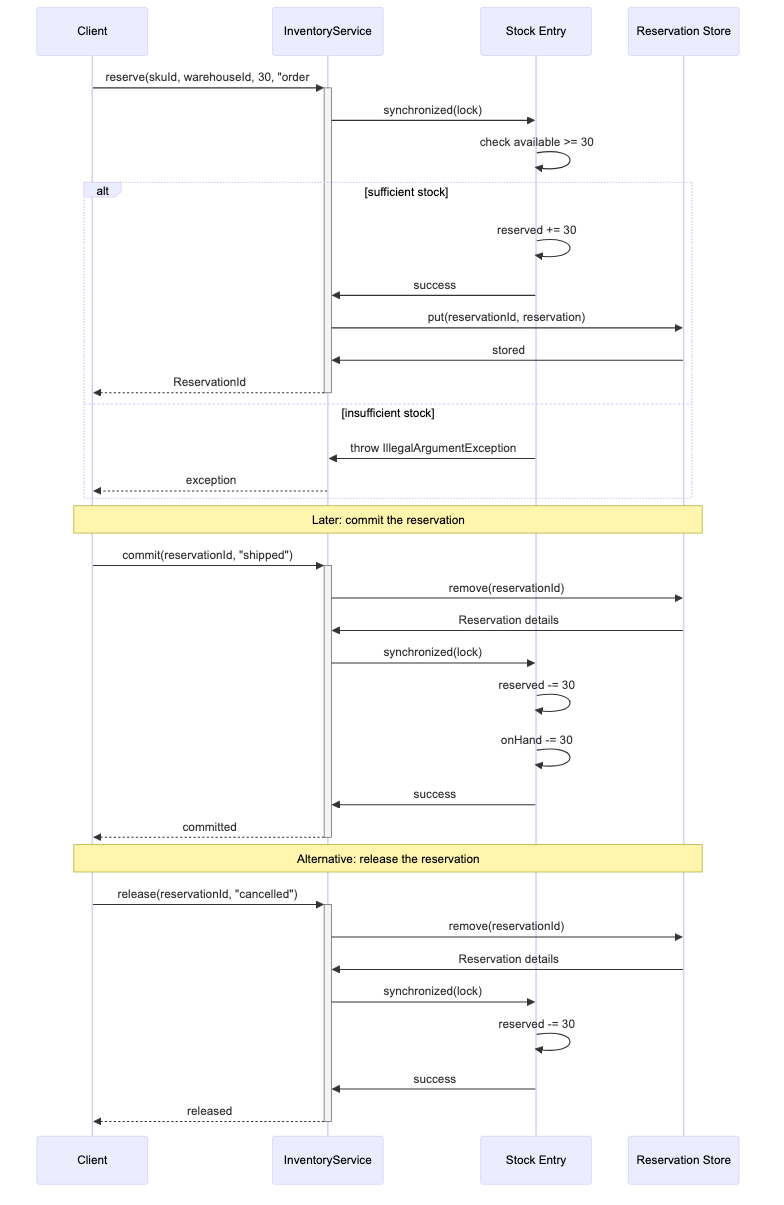 Client
InventoryService
Stock Entry
Reservation Store
reserve(skuId, warehouseId, 30, "order
synchronized(lock)
check available >= 30
alt
[sufficient stock]
reserved += 30
success
put(reservationId, reservation)
stored
ReservationId
[insufficient stock]
throw IllegalArgumentException
exception
Later: commit the reservation
commit(reservationId, "shipped")
remove(reservationId)
Reservation details
synchronized(lock)
reserved -= 30
onHand -= 30
success
committed
Alternative: release the reservation
release(reservationId, "cancelled")
remove(reservationId)
Reservation details
synchronized(lock)
reserved -= 30
success
released
Client
InventoryService
Stock Entry
Reservation Store